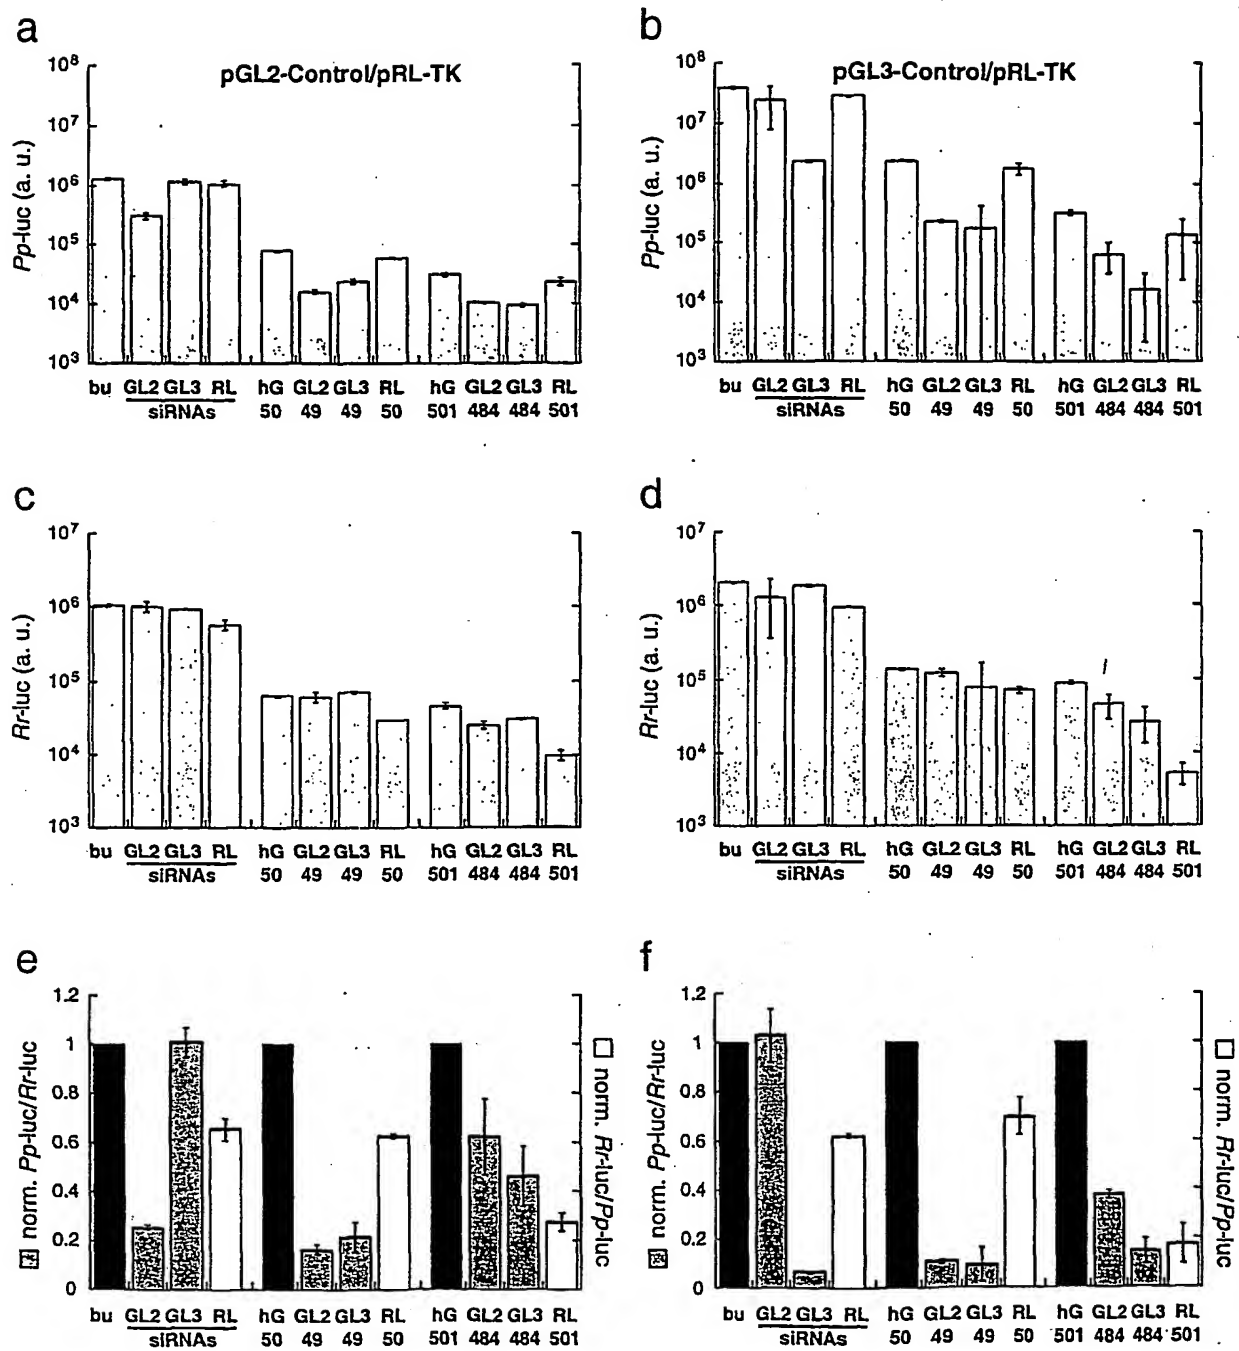 a
pGL2-Control/pRL-TK
Pp-luc (a. u.)
10⁸
10⁷
10⁶
10⁵
10⁴
10³
bu GL2 GL3 RL hG GL2 GL3 RL hG GL2 GL3 RL
siRNAs 50 49 49 50 501 484 484 501
b
pGL3-Control/pRL-TK
Pp-luc (a. u.)
10⁸
10⁷
10⁶
10⁵
10⁴
10³
bu GL2 GL3 RL hG GL2 GL3 RL hG GL2 GL3 RL
siRNAs 50 49 49 50 501 484 484 501
c
Rr-luc (a. u.)
10⁷
10⁶
10⁵
10⁴
10³
bu GL2 GL3 RL hG GL2 GL3 RL hG GL2 GL3 RL
siRNAs 50 49 49 50 501 484 484 501
d
Rr-luc (a. u.)
10⁷
10⁶
10⁵
10⁴
10³
bu GL2 GL3 RL hG GL2 GL3 RL hG GL2 GL3 RL
siRNAs 50 49 49 50 501 484 484 501
e
norm. Pp-luc/Rr-luc
1.2
1
0.8
0.6
0.4
0.2
0
norm. Rr-luc/Pp-luc
bu GL2 GL3 RL hG GL2 GL3 RL hG GL2 GL3 RL
siRNAs 50 49 49 50 501 484 484 501
f
norm. Pp-luc/Rr-luc
1.2
1
0.8
0.6
0.4
0.2
0
norm. Rr-luc/Pp-luc
bu GL2 GL3 RL hG GL2 GL3 RL hG GL2 GL3 RL
siRNAs 50 49 49 50 501 484 484 501